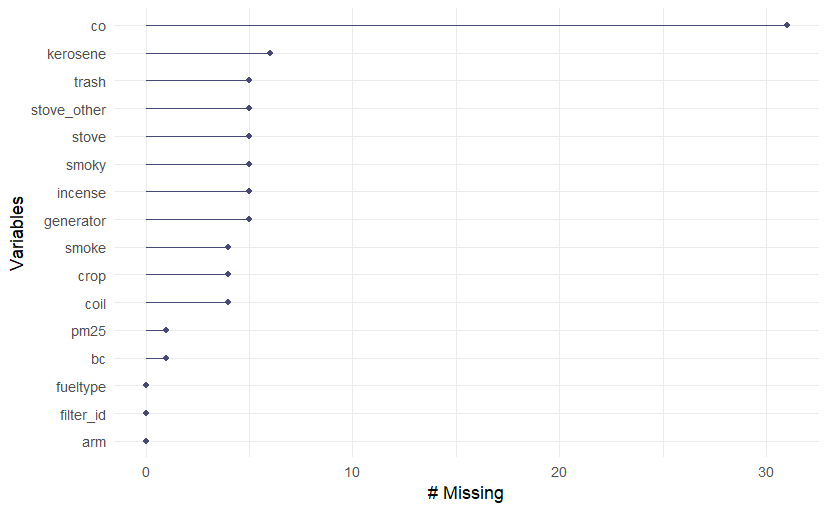 co
kerosene
trash
stove_other
stove
smoky
incense
generator
smoke
crop
coil
pm25
bc
fueltype
filter_id
arm
Variables
0 10 20 30
# Missing